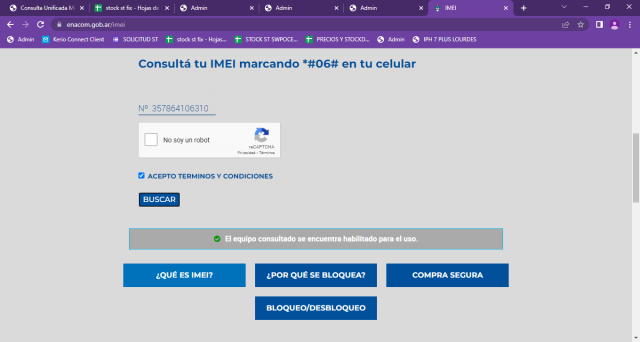 Consulta Unificada M
stock st fix - Hojas de
Admin
Admin
Admin
IMEI
enacom.gob.ar/imei
Admin
Kerio Connect Client
SOLICITUD ST
stock st fix - Hojas...
STOCK ST SWPOCE...
PRECIOS Y STOCKD...
Admin
Admin
IPH 7 PLUS LOURDES
Consultá tu IMEI marcando *#06# en tu celular
Nº 357864106310
No soy un robot
reCAPTCHA
Privacidad - Términos
ACEPTO TERMINOS Y CONDICIONES
BUSCAR
El equipo consultado se encuentra habilitado para el uso.
¿QUÉ ES IMEI?
¿POR QUÉ SE BLOQUEA?
COMPRA SEGURA
BLOQUEO/DESBLOQUEO